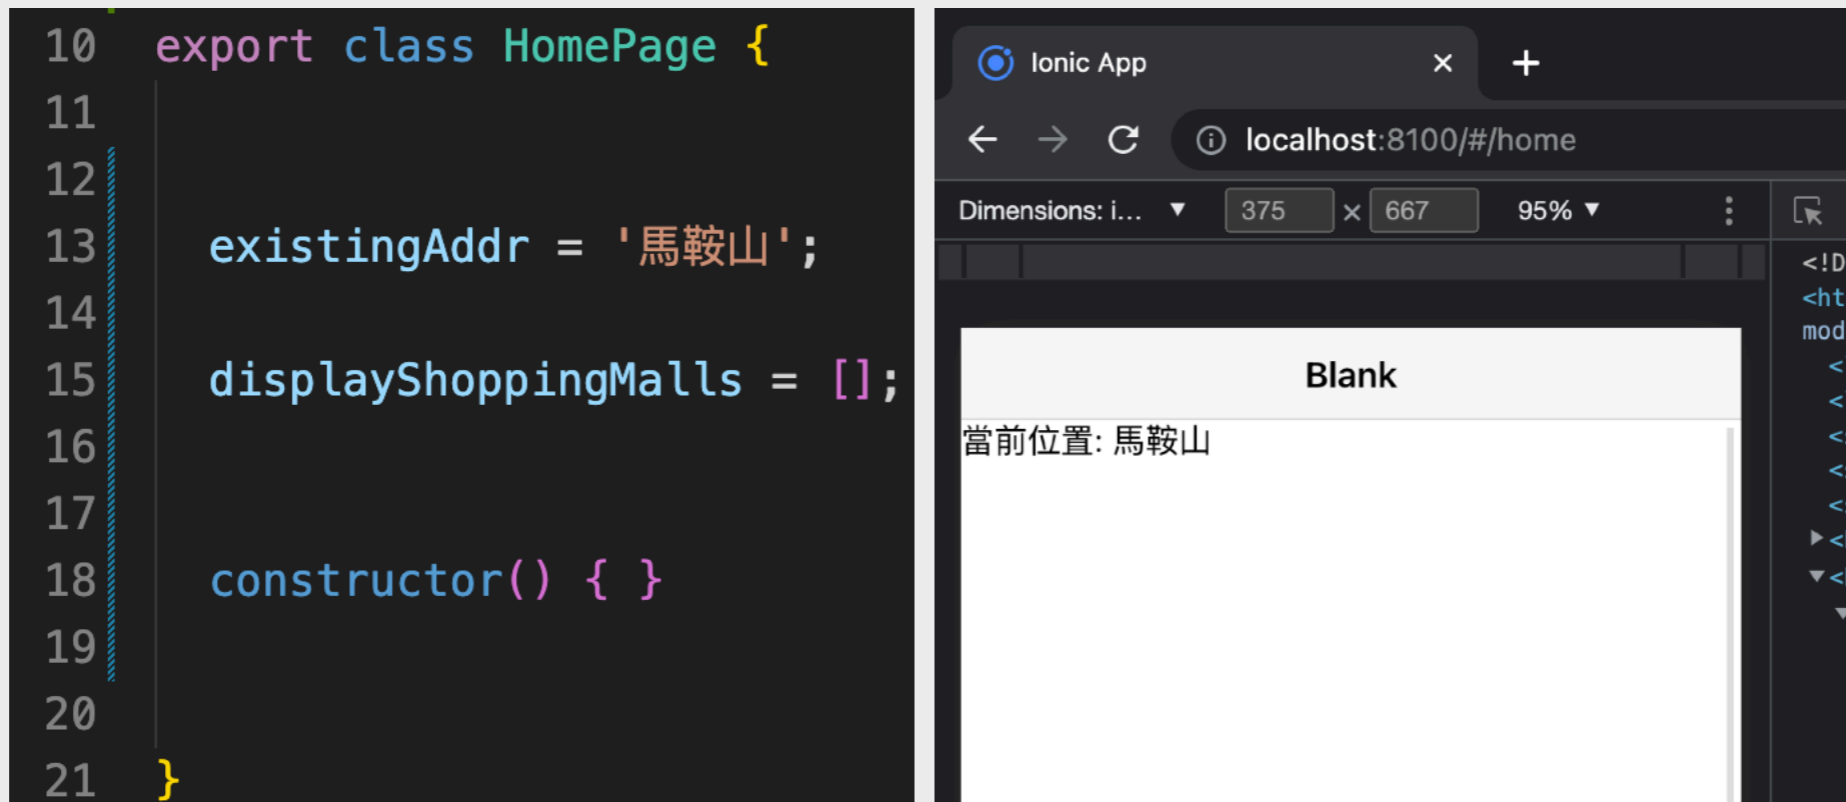 10 export class HomePage {
11
12
13 existingAddr = '馬鞍山';
14
15 displayShoppingMalls = [];
16
17
18 constructor() { }
19
20
21 }
Ionic App
localhost:8100/#/home
Dimensions: i... 375 × 667 95%
<!D
<ht
mod
<
<
<
<
<
<
<
Blank
當前位置: 馬鞍山